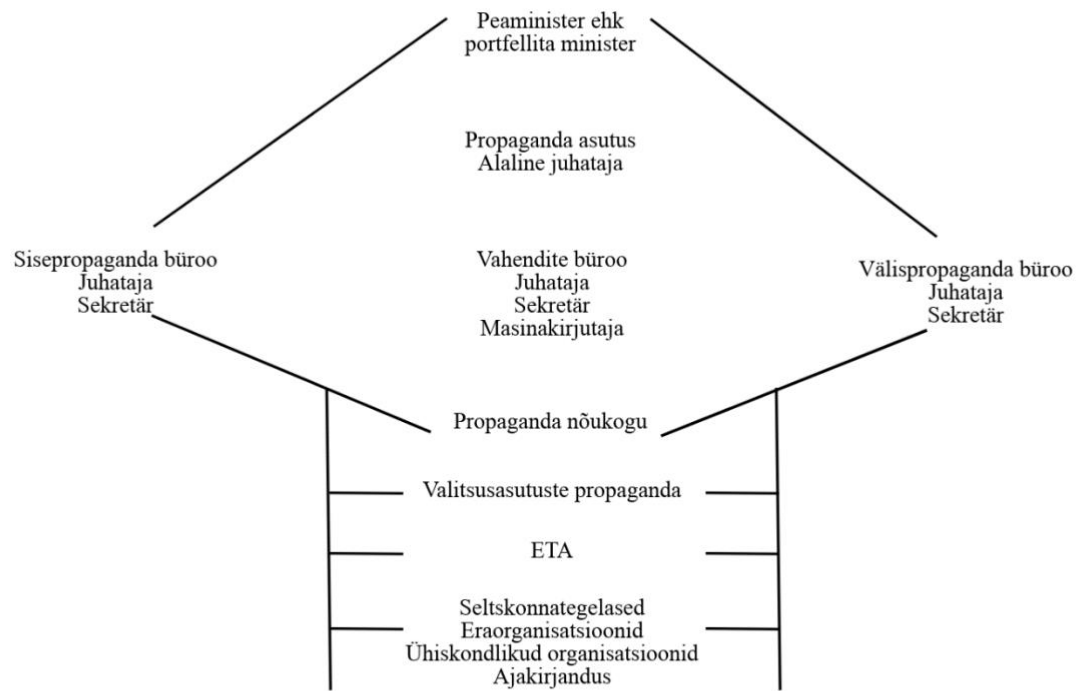 Peaminister ehk
portfellita minister
Propaganda asutus
Alaline juhataja
Sisepropaganda büroo
Juhataja
Sekretär
Vahendite büroo
Juhataja
Sekretär
Masinakirjutaja
Välispropaganda büroo
Juhataja
Sekretär
Propaganda nõukogu
Valitsusasutuste propaganda
ETA
Seltskonnategelased
Eraorganisatsioonid
Ühiskondlikud organisatsioonid
Ajakirjandus